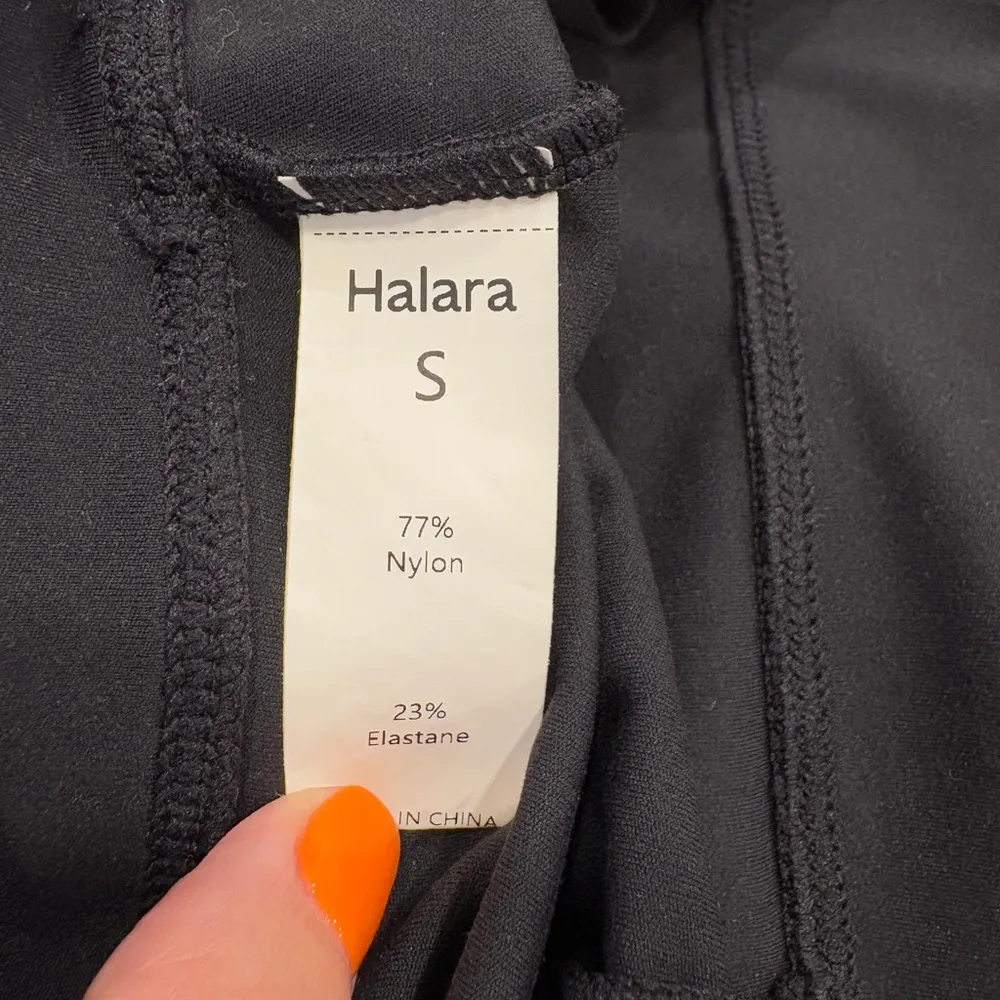 Halara
S
77%
Nylon
23%
Elastane
IN CHINA